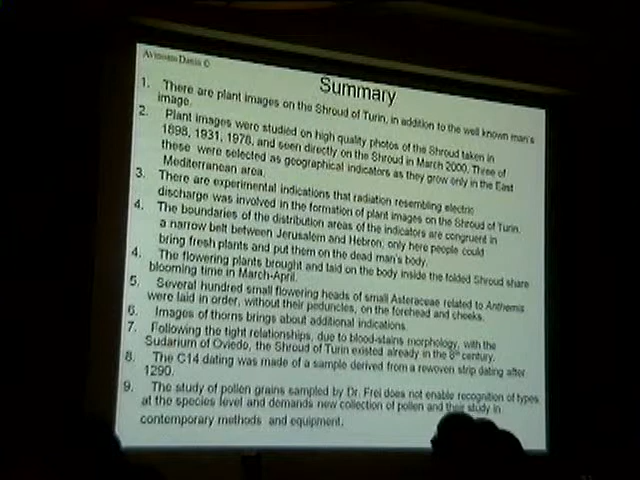 Avinoam Danin ©
Summary
1. There are plant images on the Shroud of Turin, in addition to the well known man's
image.
2. Plant images were studied on high quality photos of the Shroud taken in
1898, 1931, 1978, and seen directly on the Shroud in March 2000. Three of
these were selected as geographical indicators as they grow only in the East
Mediterranean area.
3. There are experimental indications that radiation resembling electric
discharge was involved in the formation of plant images on the Shroud of Turin.
4. The boundaries of the distribution areas of the indicators are congruent in
a narrow belt between Jerusalem and Hebron; only here people could
bring fresh plants and put them on the dead man's body.
4. The flowering plants brought and laid on the body inside the folded Shroud share
blooming time in March-April.
5. Several hundred small flowering heads of small Asteraceae related to Anthemis
were laid in order, without their peduncles, on the forehead and cheeks.
6. Images of thorns brings about additional indications.
7. Following the tight relationships, due to blood-stains morphology, with the
Sudarium of Oviedo, the Shroud of Turin existed already in the 8th century.
8. The C14 dating was made of a sample derived from a rewoven strip dating after
1290.
9. The study of pollen grains sampled by Dr. Frei does not enable recognition of types
at the species level and demands new collection of pollen and their study in
contemporary methods and equipment.